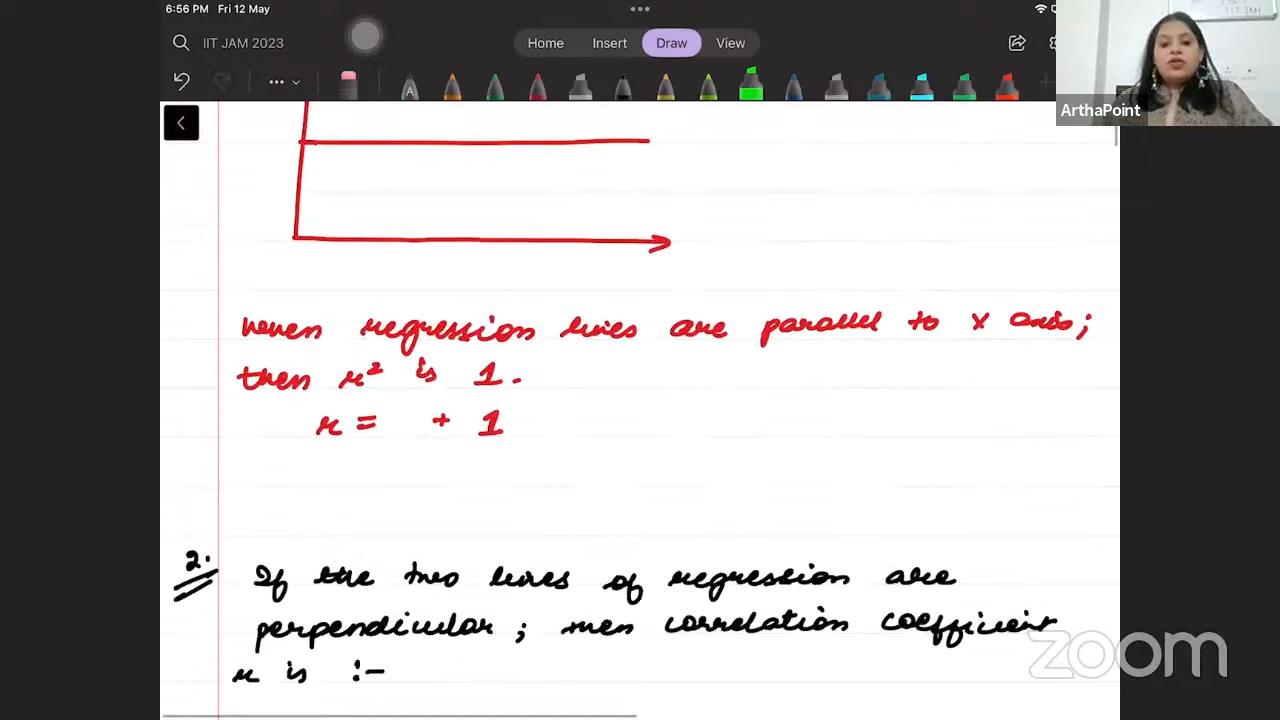 6:56 PM Fri 12 May
IIT JAM 2023
Home Insert Draw View
A
ArthaPoint
when regression lines are parallel to x axis;
then r² is 1.
r = + 1
2.
If the two lines of regression are
perpendicular; then correlation coefficient
r is :-
zoom